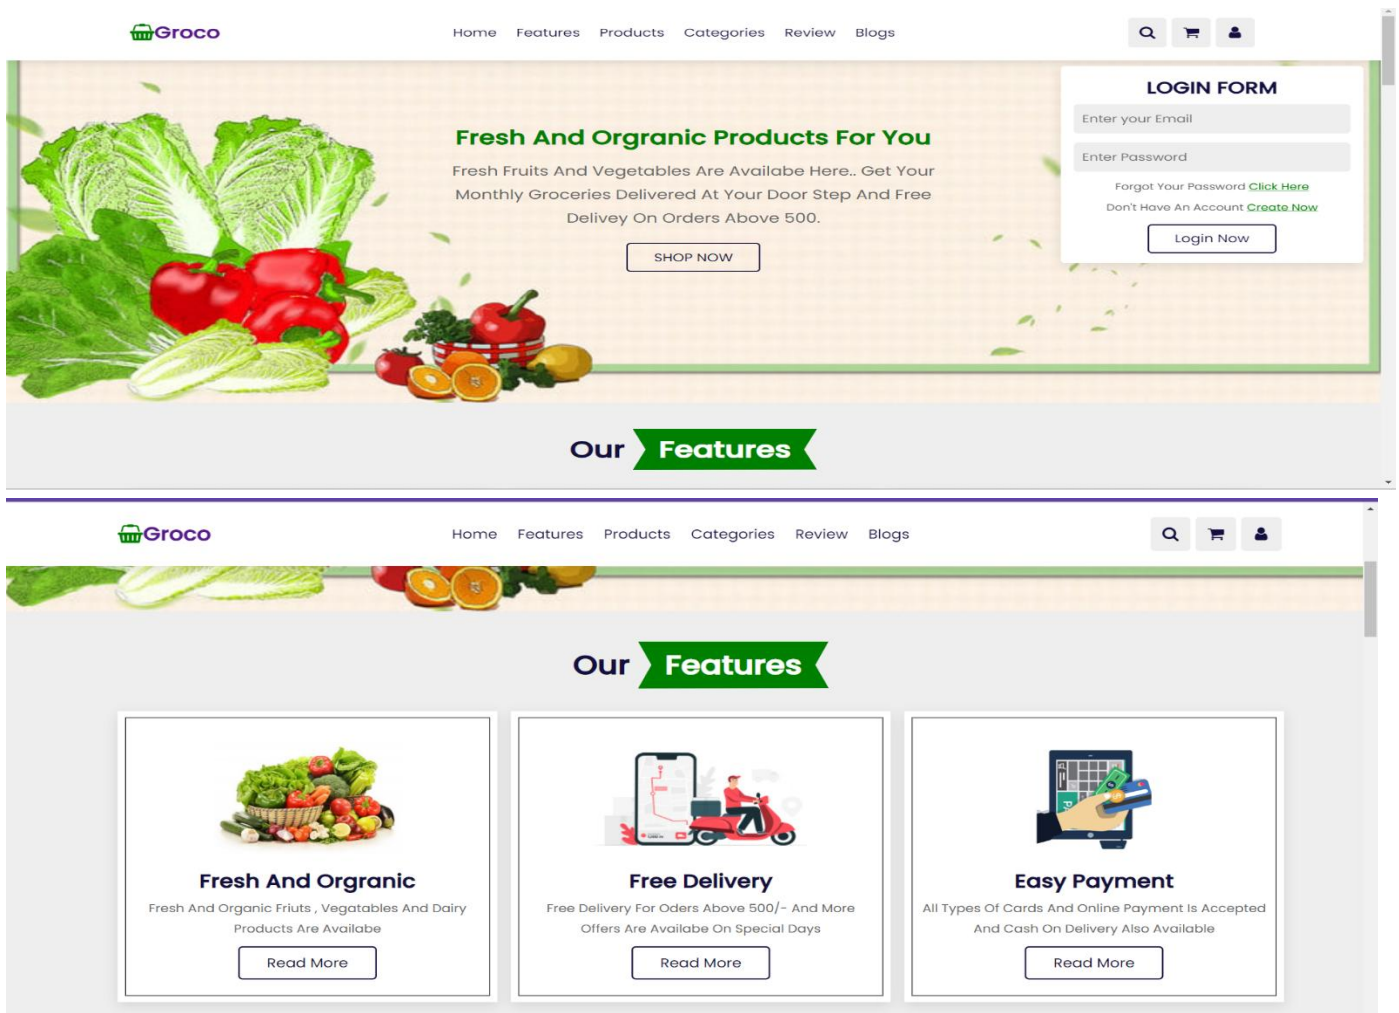 Groco
Home Features Products Categories Review Blogs
LOGIN FORM
Enter your Email
Enter Password
Forgot Your Password Click Here
Don't Have An Account Create Now
Login Now
Fresh And Orgranic Products For You
Fresh Fruits And Vegetables Are Availabe Here.. Get Your
Monthly Groceries Delivered At Your Door Step And Free
Delivey On Orders Above 500.
SHOP NOW
Our Features
Groco
Home Features Products Categories Review Blogs
Our Features
Fresh And Orgranic
Fresh And Organic Friuts , Vegatables And Dairy
Products Are Availabe
Read More
Free Delivery
Free Delivery For Oders Above 500/- And More
Offers Are Availabe On Special Days
Read More
Easy Payment
All Types Of Cards And Online Payment Is Accepted
And Cash On Delivery Also Available
Read More